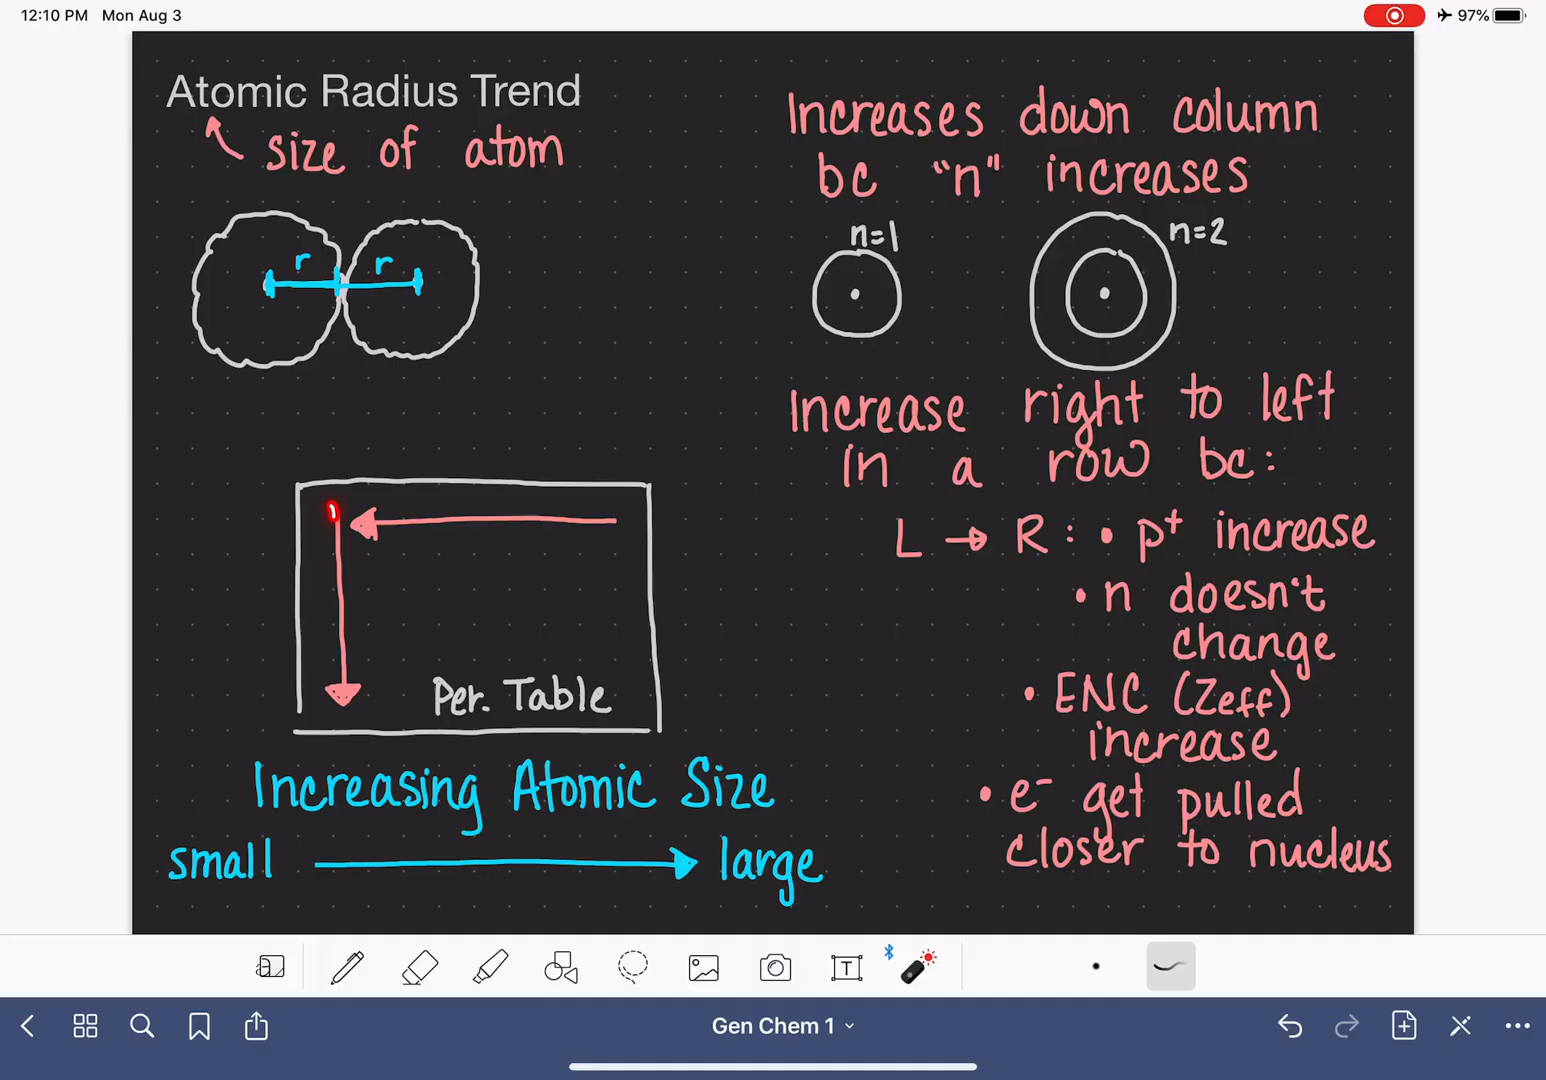 12:10 PM Mon Aug 3
97%
Atomic Radius Trend
size of atom
r r
Per. Table
Increasing Atomic Size
small large
Increases down column
bc "n" increases
n=1
n=2
Increase right to left
in a row bc:
L → R: • p+ increase
• n doesn't
change
• ENC (Zeff)
increase
• e- get pulled
closer to nucleus
T
Gen Chem 1